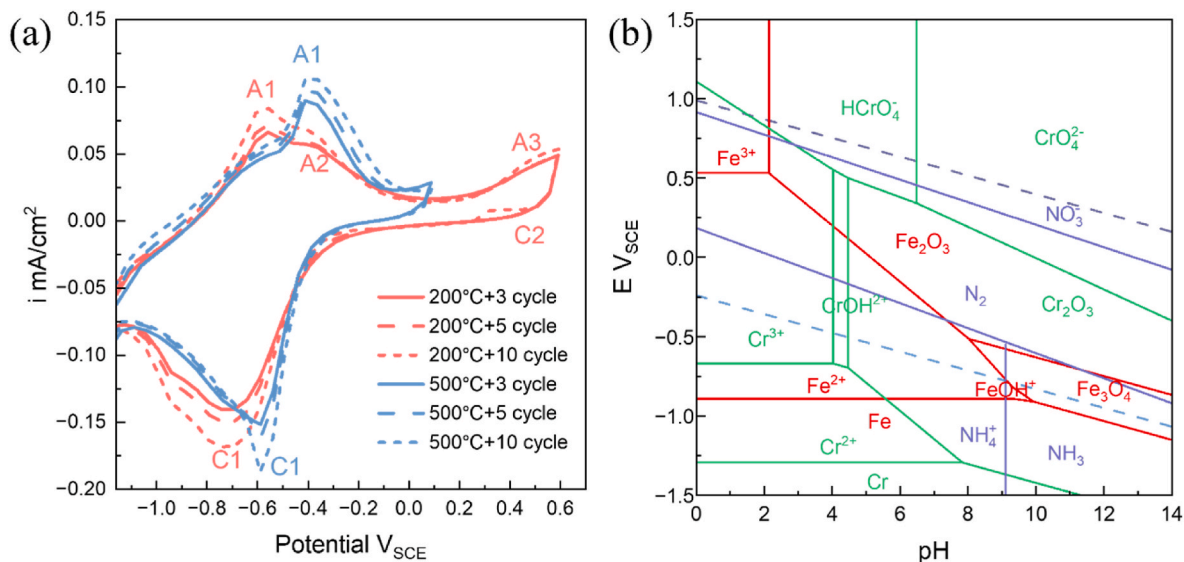 (a)
0.15
0.10
0.05
0.00
−0.05
−0.10
−0.15
−0.20
i mA/cm²
A1
A1
A2
A3
C2
C1
C1
200°C+3 cycle
200°C+5 cycle
200°C+10 cycle
500°C+3 cycle
500°C+5 cycle
500°C+10 cycle
−1.0 −0.8 −0.6 −0.4 −0.2 0.0 0.2 0.4 0.6
Potential V_SCE
(b)
1.5
1.0
0.5
0.0
−0.5
−1.0
−1.5
E V_SCE
HCrO₄⁻
CrO₄²⁻
Fe³⁺
NO₃⁻
Fe₂O₃
N₂
CrOH²⁺
Cr₂O₃
Cr³⁺
Fe²⁺
FeOH⁺
Fe₃O₄
Fe
NH₄⁺
Cr²⁺
NH₃
Cr
0 2 4 6 8 10 12 14
pH